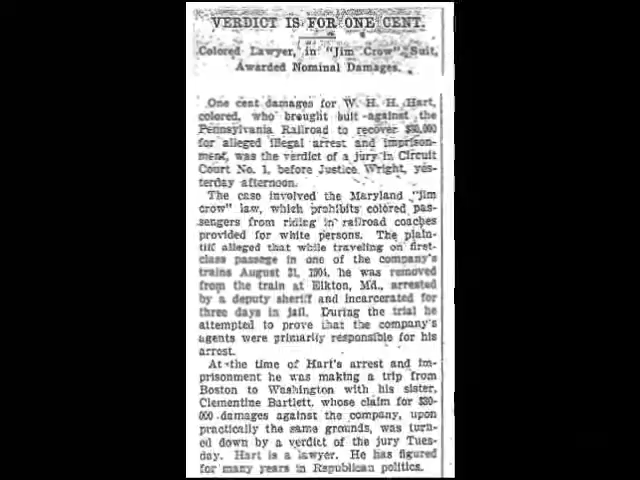 VERDICT IS FOR ONE CENT.
Colored Lawyer, in "Jim Crow" Suit,
Awarded Nominal Damages.
One cent damages for W. H. H. Hart,
colored, who brought suit against the
Pennsylvania Railroad to recover $20,000
for alleged illegal arrest and imprison-
ment, was the verdict of a jury in Circuit
Court No. 1, before Justice Wright, yes-
terday afternoon.
The case involved the Maryland "jim
crow" law, which prohibits colored pas-
sengers from riding in railroad coaches
provided for white persons. The plain-
tiff alleged that while traveling on first-
class passage in one of the company's
trains August 21, 1904, he was removed
from the train at Elkton, Md., arrested
by a deputy sheriff and incarcerated for
three days in jail. During the trial he
attempted to prove that the company's
agents were primarily responsible for his
arrest.
At the time of Hart's arrest and im-
prisonment he was making a trip from
Boston to Washington with his sister,
Clementine Bartlett, whose claim for $20-
000 damages against the company, upon
practically the same grounds, was turn-
ed down by a verdict of the jury Tues-
day. Hart is a lawyer. He has figured
for many years in Republican politics.